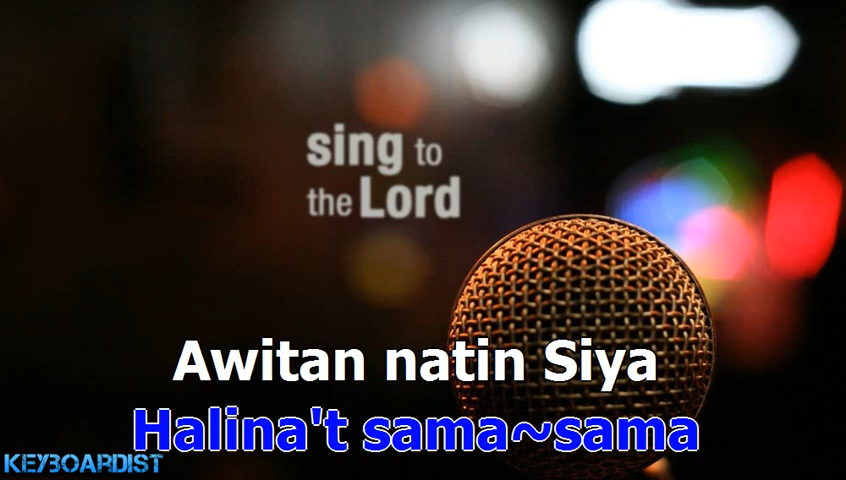 sing to
the Lord
Awitan natin Siya
Halina't sama~sama
KEYBOARDIST